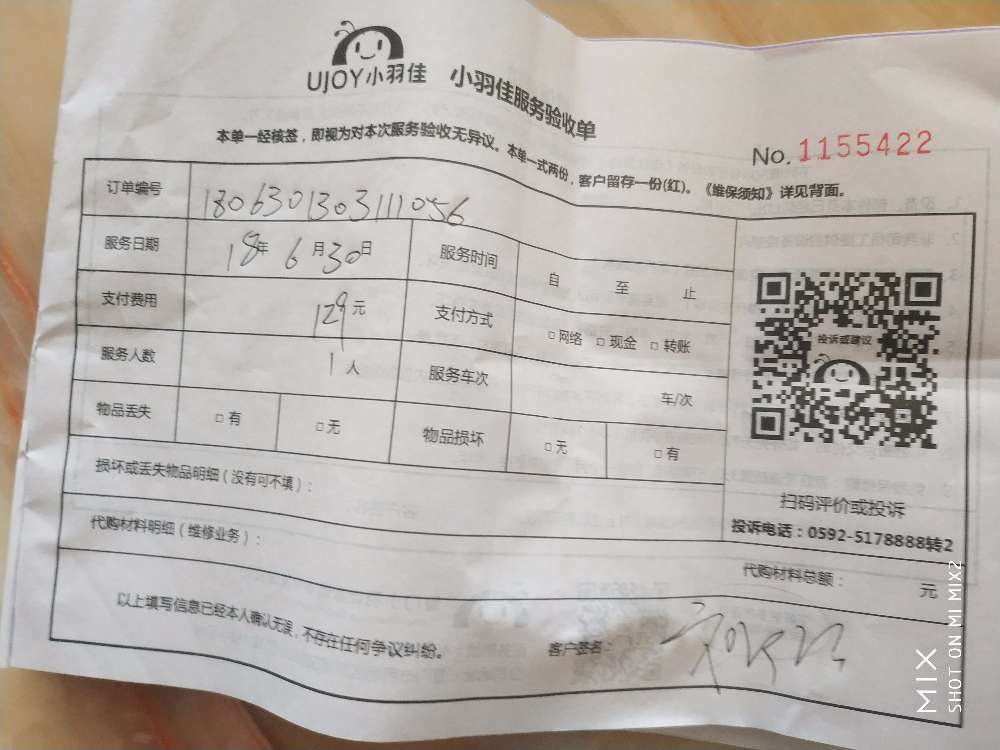 UJOY小羽佳 小羽佳服务验收单
本单一经核签，即视为对本次服务验收无异议。本单一式两份，客户留存一份(红)。《维保须知》详见背面。
No. 1155422
订单编号 1806301303111056
服务日期 18年 6月30日 服务时间 自 至 止
支付费用 129元 支付方式 □网络 □现金 □转账
服务人数 1人 服务车次 车/次
物品丢失 □有 □无 物品损坏 □无 □有
投诉或建议
损坏或丢失物品明细（没有可不填）：
扫码评价或投诉
投诉电话：0592-5178888转2
代购材料明细（维修业务）：
代购材料总额： 元
以上填写信息已经本人确认无误，不存在任何争议纠纷。 客户签名：
MIX
SHOT ON MI MIX2